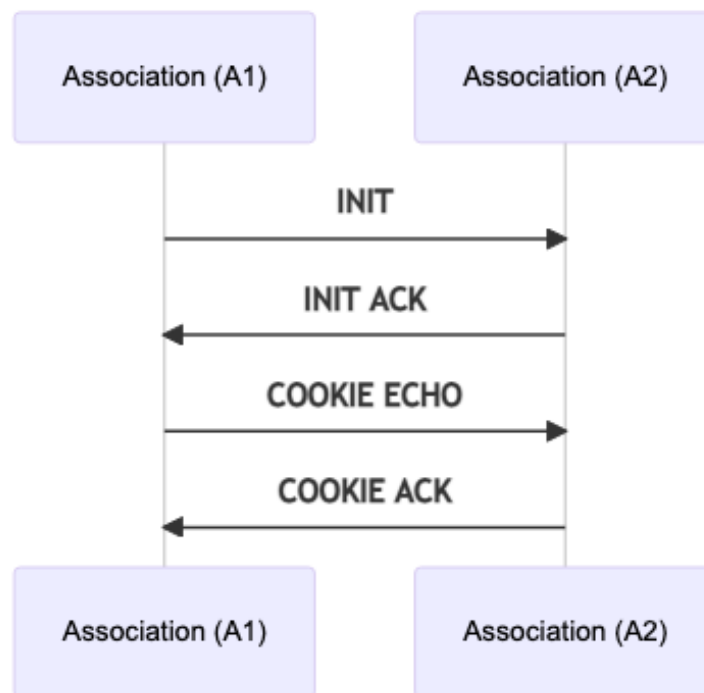 Association (A1)
Association (A2)
INIT
INIT ACK
COOKIE ECHO
COOKIE ACK
Association (A1)
Association (A2)